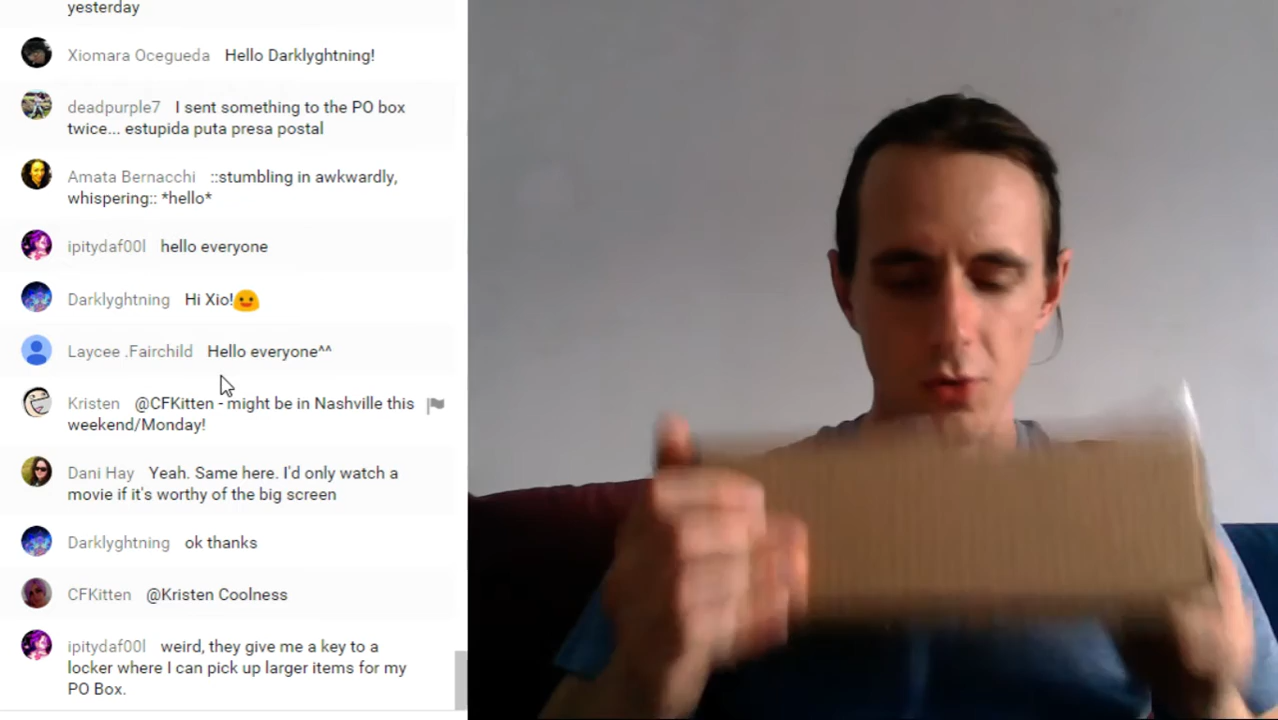 yesterday
Xiomara Ocegueda Hello Darklyghtning!
deadpurple7 I sent something to the PO box
twice... estupida puta presa postal
Amata Bernacchi ::stumbling in awkwardly,
whispering:: *hello*
ipitydaf00l hello everyone
Darklyghtning Hi Xio!
Laycee .Fairchild Hello everyone^^
Kristen @CFKitten - might be in Nashville this
weekend/Monday!
Dani Hay Yeah. Same here. I'd only watch a
movie if it's worthy of the big screen
Darklyghtning ok thanks
CFKitten @Kristen Coolness
ipitydaf00l weird, they give me a key to a
locker where I can pick up larger items for my
PO Box.